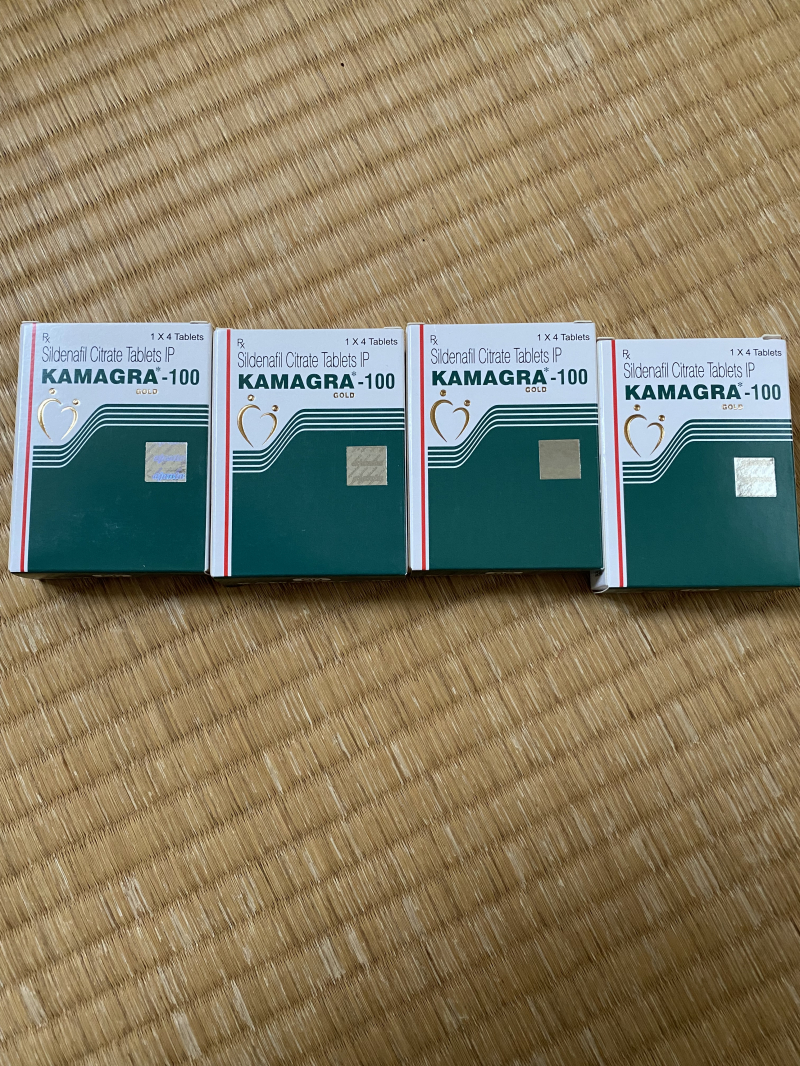 Rx 1 X 4 Tablets
Sildenafil Citrate Tablets IP
KAMAGRA®-100
GOLD
Rx 1 X 4 Tablets
Sildenafil Citrate Tablets IP
KAMAGRA®-100
GOLD
Rx 1 X 4 Tablets
Sildenafil Citrate Tablets IP
KAMAGRA®-100
GOLD
Rx 1 X 4 Tablets
Sildenafil Citrate Tablets IP
KAMAGRA®-100
GOLD